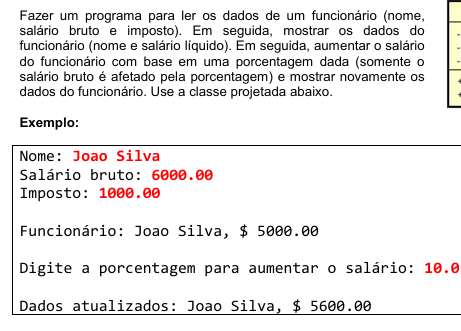 Fazer um programa para ler os dados de um funcionário (nome,
salário bruto e imposto). Em seguida, mostrar os dados do
funcionário (nome e salário líquido). Em seguida, aumentar o salário
do funcionário com base em uma porcentagem dada (somente o
salário bruto é afetado pela porcentagem) e mostrar novamente os
dados do funcionário. Use a classe projetada abaixo.
Exemplo:
Nome: Joao Silva
Salário bruto: 6000.00
Imposto: 1000.00
Funcionário: Joao Silva, $ 5000.00
Digite a porcentagem para aumentar o salário: 10.0
Dados atualizados: Joao Silva, $ 5600.00